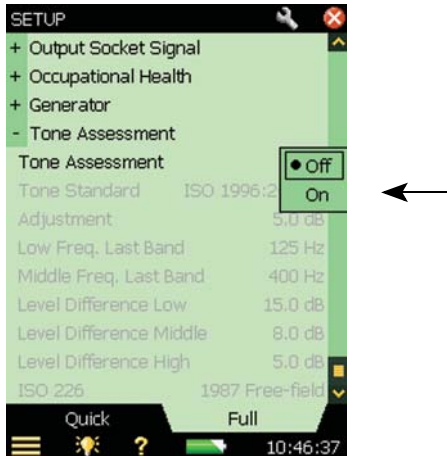 SETUP
+ Output Socket Signal
+ Occupational Health
+ Generator
- Tone Assessment
Tone Assessment
Off
Tone Standard ISO 1996:2
On
Adjustment 5.0 dB
Low Freq. Last Band 125 Hz
Middle Freq. Last Band 400 Hz
Level Difference Low 15.0 dB
Level Difference Middle 8.0 dB
Level Difference High 5.0 dB
ISO 226 1987 Free-field
Quick Full
? 10:46:37